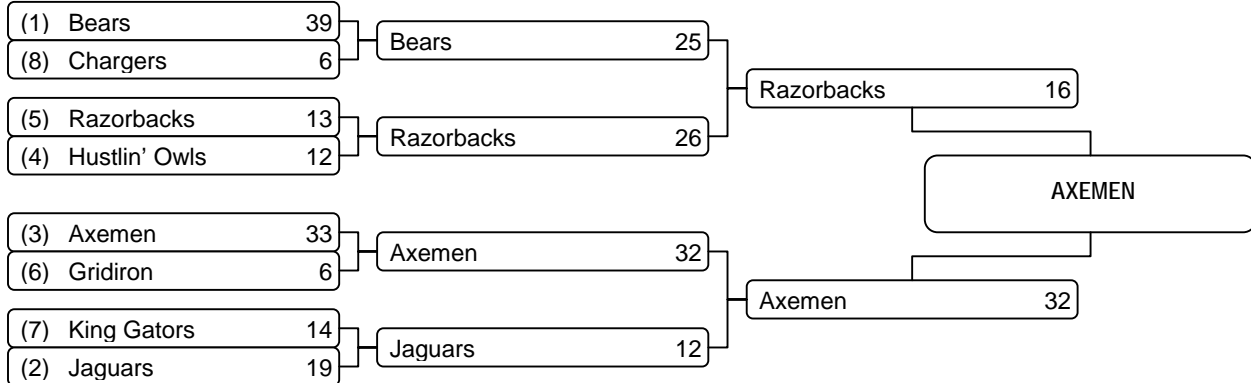 (1) Bears 39
(8) Chargers 6
(5) Razorbacks 13
(4) Hustlin’ Owls 12
(3) Axemen 33
(6) Gridiron 6
(7) King Gators 14
(2) Jaguars 19
Bears 25
Razorbacks 26
Axemen 32
Jaguars 12
Razorbacks 16
Axemen 32
AXEMEN